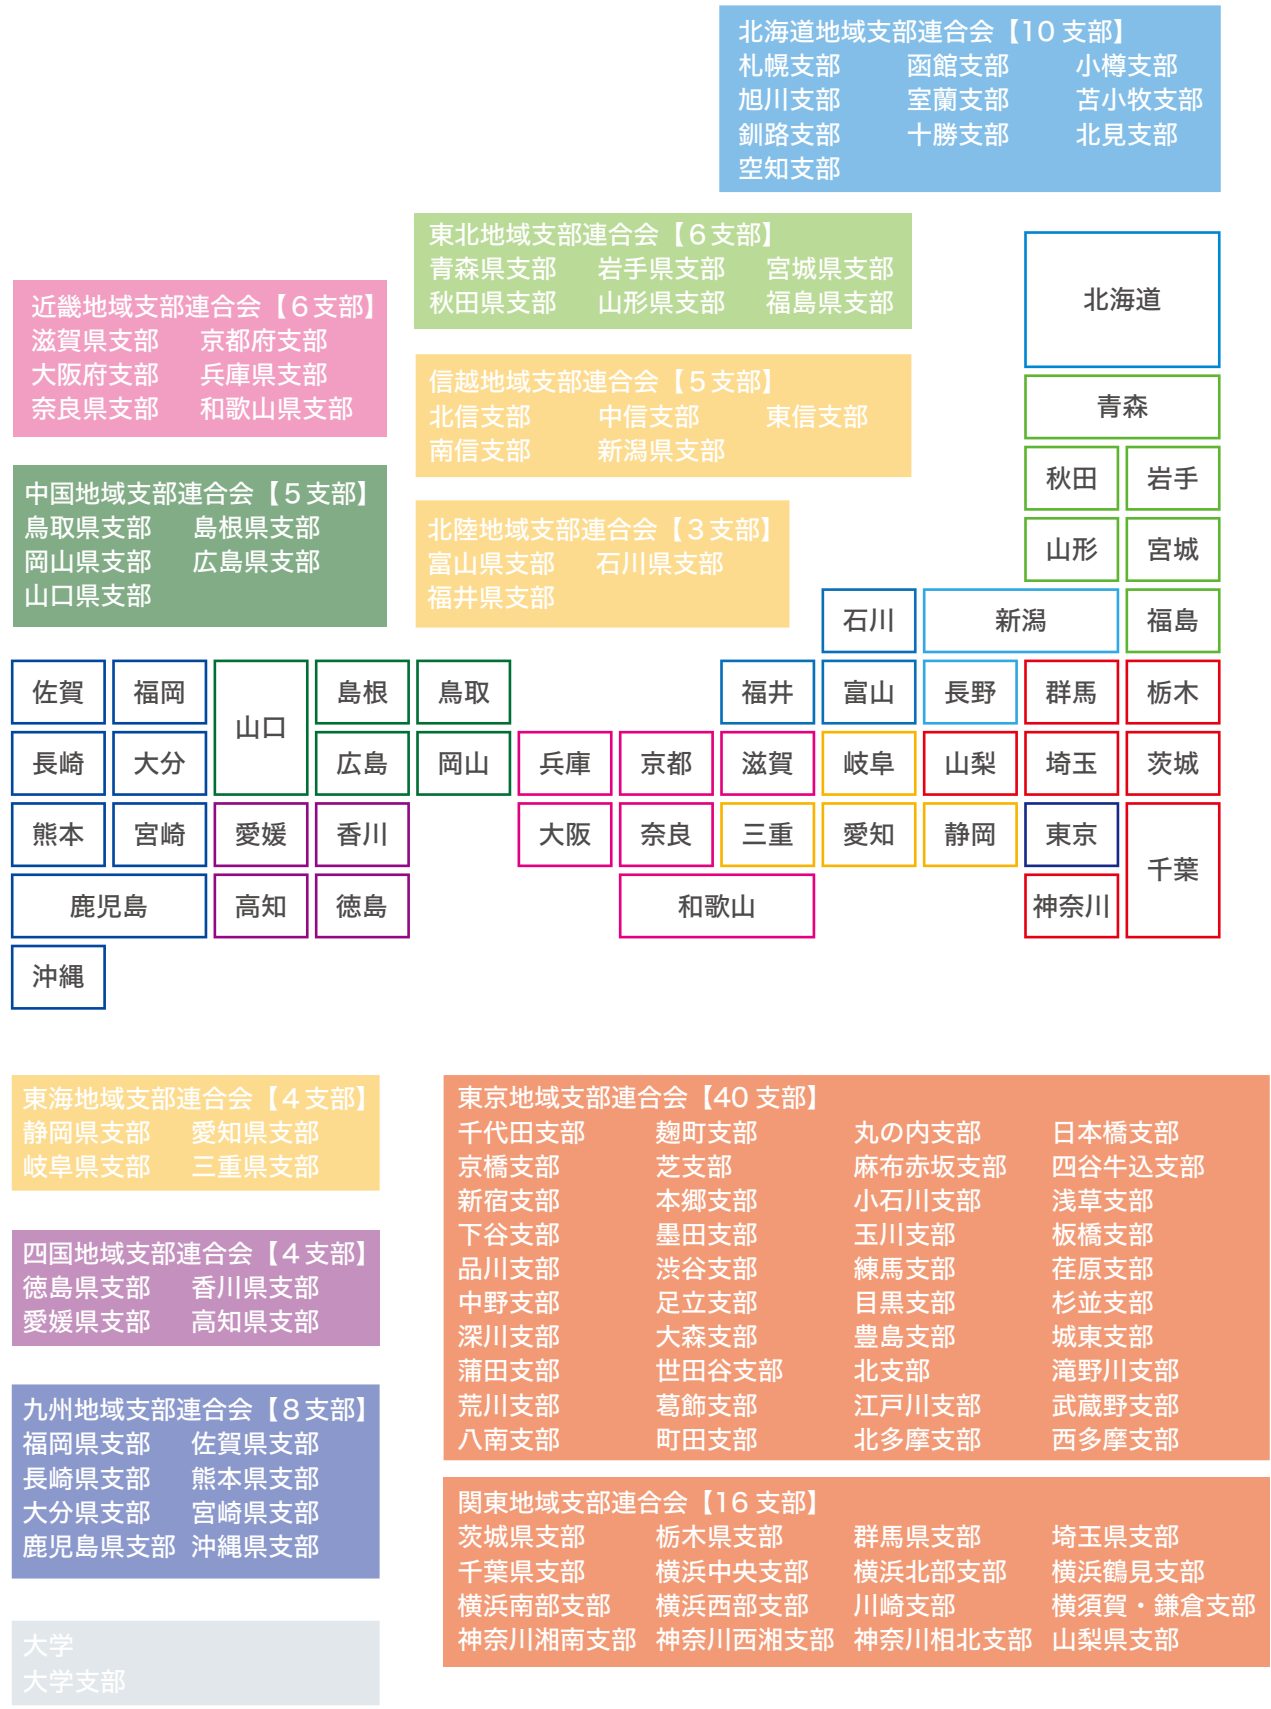 北海道地域支部連合会【10 支部】
札幌支部 函館支部 小樽支部
旭川支部 室蘭支部 苫小牧支部
釧路支部 十勝支部 北見支部
空知支部
東北地域支部連合会【６支部】
青森県支部 岩手県支部 宮城県支部
秋田県支部 山形県支部 福島県支部
近畿地域支部連合会【６支部】
滋賀県支部 京都府支部
大阪府支部 兵庫県支部
奈良県支部 和歌山県支部
信越地域支部連合会【５支部】
北信支部 中信支部 東信支部
南信支部 新潟県支部
中国地域支部連合会【５支部】
鳥取県支部 島根県支部
岡山県支部 広島県支部
山口県支部
北陸地域支部連合会【３支部】
富山県支部 石川県支部
福井県支部
北海道
青森
秋田 岩手
山形 宮城
石川 新潟 福島
佐賀 福岡 山口 島根 鳥取 福井 富山 長野 群馬 栃木
長崎 大分 広島 岡山 兵庫 京都 滋賀 岐阜 山梨 埼玉 茨城
熊本 宮崎 愛媛 香川 大阪 奈良 三重 愛知 静岡 東京 千葉
鹿児島 高知 徳島 和歌山 神奈川
沖縄
東海地域支部連合会【４支部】
静岡県支部 愛知県支部
岐阜県支部 三重県支部
四国地域支部連合会【４支部】
徳島県支部 香川県支部
愛媛県支部 高知県支部
九州地域支部連合会【８支部】
福岡県支部 佐賀県支部
長崎県支部 熊本県支部
大分県支部 宮崎県支部
鹿児島県支部 沖縄県支部
大学
大学支部
東京地域支部連合会【40 支部】
千代田支部 麹町支部 丸の内支部 日本橋支部
京橋支部 芝支部 麻布赤坂支部 四谷牛込支部
新宿支部 本郷支部 小石川支部 浅草支部
下谷支部 墨田支部 玉川支部 板橋支部
品川支部 渋谷支部 練馬支部 荏原支部
中野支部 足立支部 目黒支部 杉並支部
深川支部 大森支部 豊島支部 城東支部
蒲田支部 世田谷支部 北支部 滝野川支部
荒川支部 葛飾支部 江戸川支部 武蔵野支部
八南支部 町田支部 北多摩支部 西多摩支部
関東地域支部連合会【16 支部】
茨城県支部 栃木県支部 群馬県支部 埼玉県支部
千葉県支部 横浜中央支部 横浜北部支部 横浜鶴見支部
横浜南部支部 横浜西部支部 川崎支部 横須賀・鎌倉支部
神奈川湘南支部 神奈川西湘支部 神奈川相北支部 山梨県支部